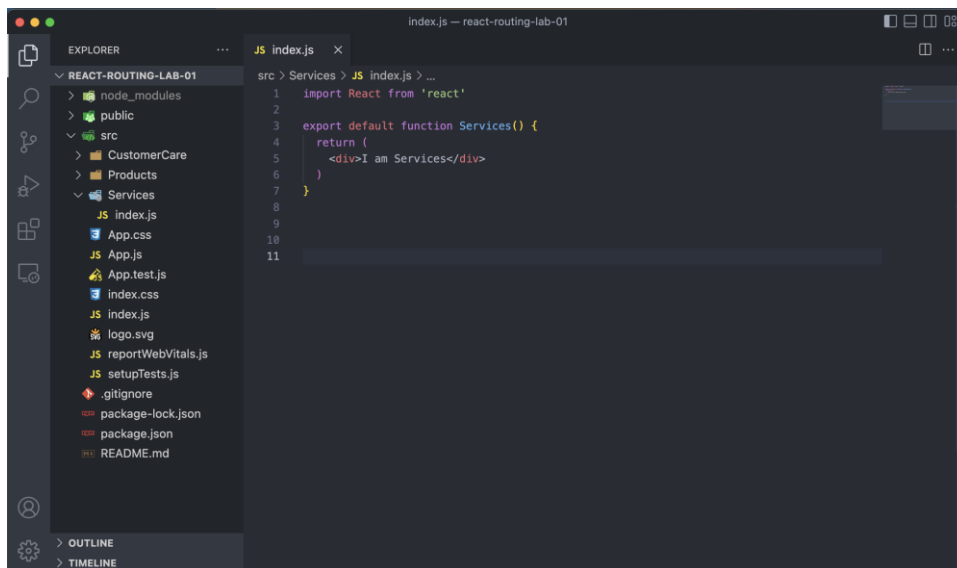 index.js — react-routing-lab-01
EXPLORER
REACT-ROUTING-LAB-01
node_modules
public
src
CustomerCare
Products
Services
JS index.js
App.css
JS App.js
App.test.js
index.css
JS index.js
logo.svg
JS reportWebVitals.js
JS setupTests.js
.gitignore
package-lock.json
package.json
README.md
OUTLINE
TIMELINE
JS index.js
src > Services > JS index.js > ...
1 import React from 'react'
2
3 export default function Services() {
4 return (
5 <div>I am Services</div>
6 )
7 }
8
9
10
11